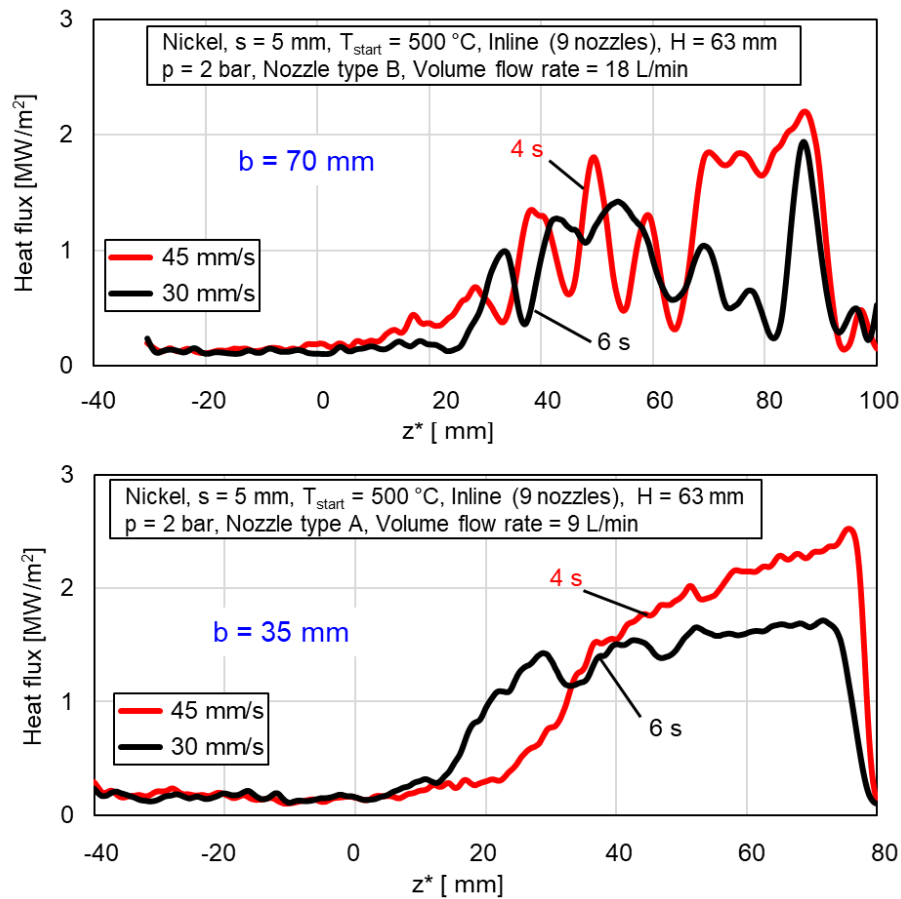 3
Nickel, s = 5 mm, Tstart = 500 °C, Inline (9 nozzles), H = 63 mm
p = 2 bar, Nozzle type B, Volume flow rate = 18 L/min
Heat flux [MW/m²]
2
b = 70 mm
4 s
1
45 mm/s
30 mm/s
6 s
0
-40 -20 0 20 40 60 80 100
z* [ mm]
3
Nickel, s = 5 mm, Tstart = 500 °C, Inline (9 nozzles), H = 63 mm
p = 2 bar, Nozzle type A, Volume flow rate = 9 L/min
Heat flux [MW/m²]
2
4 s
b = 35 mm
1
45 mm/s
30 mm/s
6 s
0
-40 -20 0 20 40 60 80
z* [ mm]